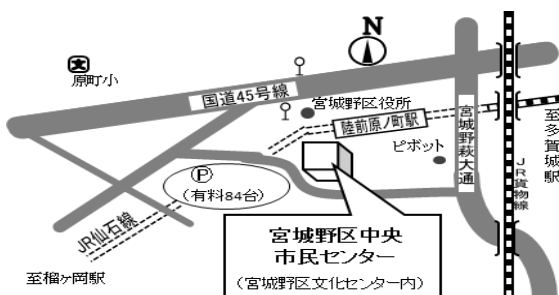 N
文
原町小
国道45号線
宮城野区役所
陸前原ノ町駅
宮城野萩大通
至多賀城駅
ピボット
JR貨物線
P
(有料84台)
JR仙石線
宮城野区中央
市民センター
(宮城野区文化センター内)
至榴ヶ岡駅